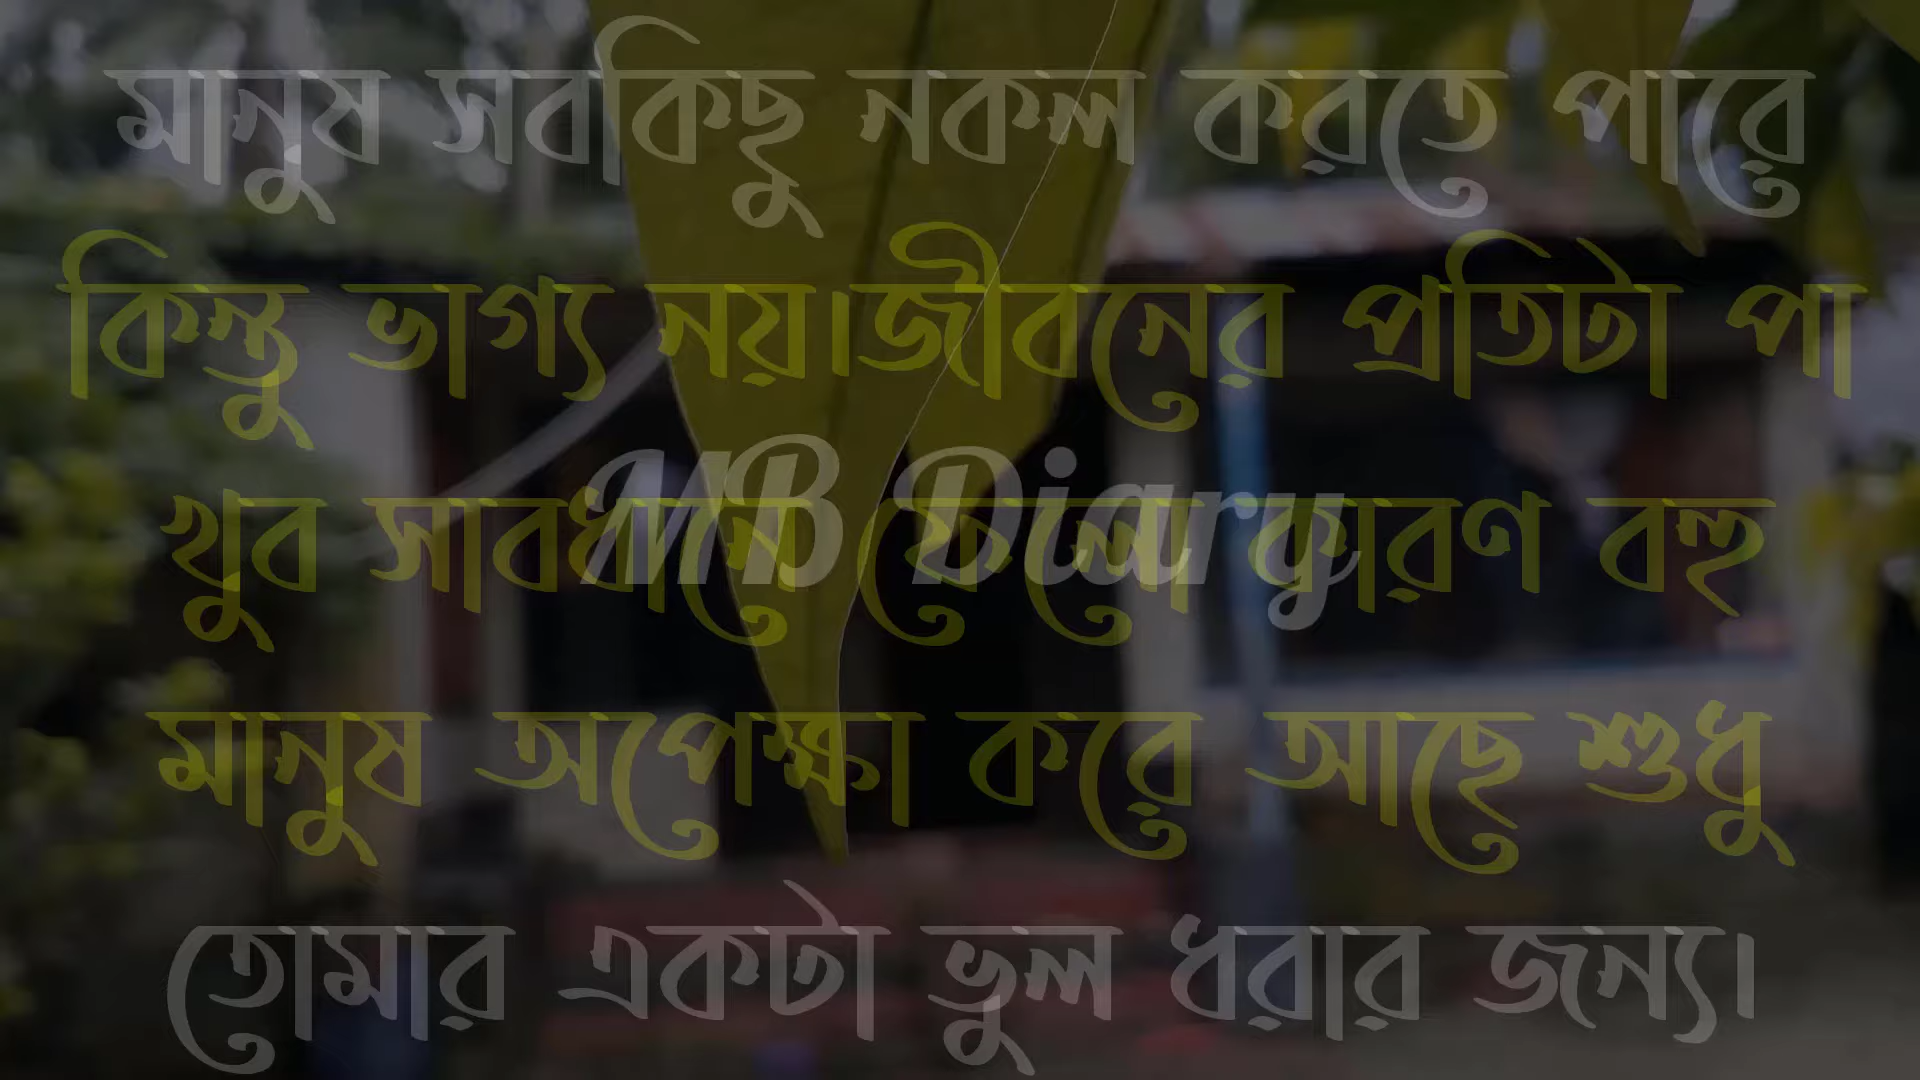 মানুষ সবকিছু নকল করতে পারে
কিন্তু ভাগ্য নয়।জীবনের প্রতিটা পা
MB Diary
খুব সাবধানে ফেলো কারণ বহু
মানুষ অপেক্ষা করে আছে শুধু
তোমার একটা ভুল ধরার জন্য।